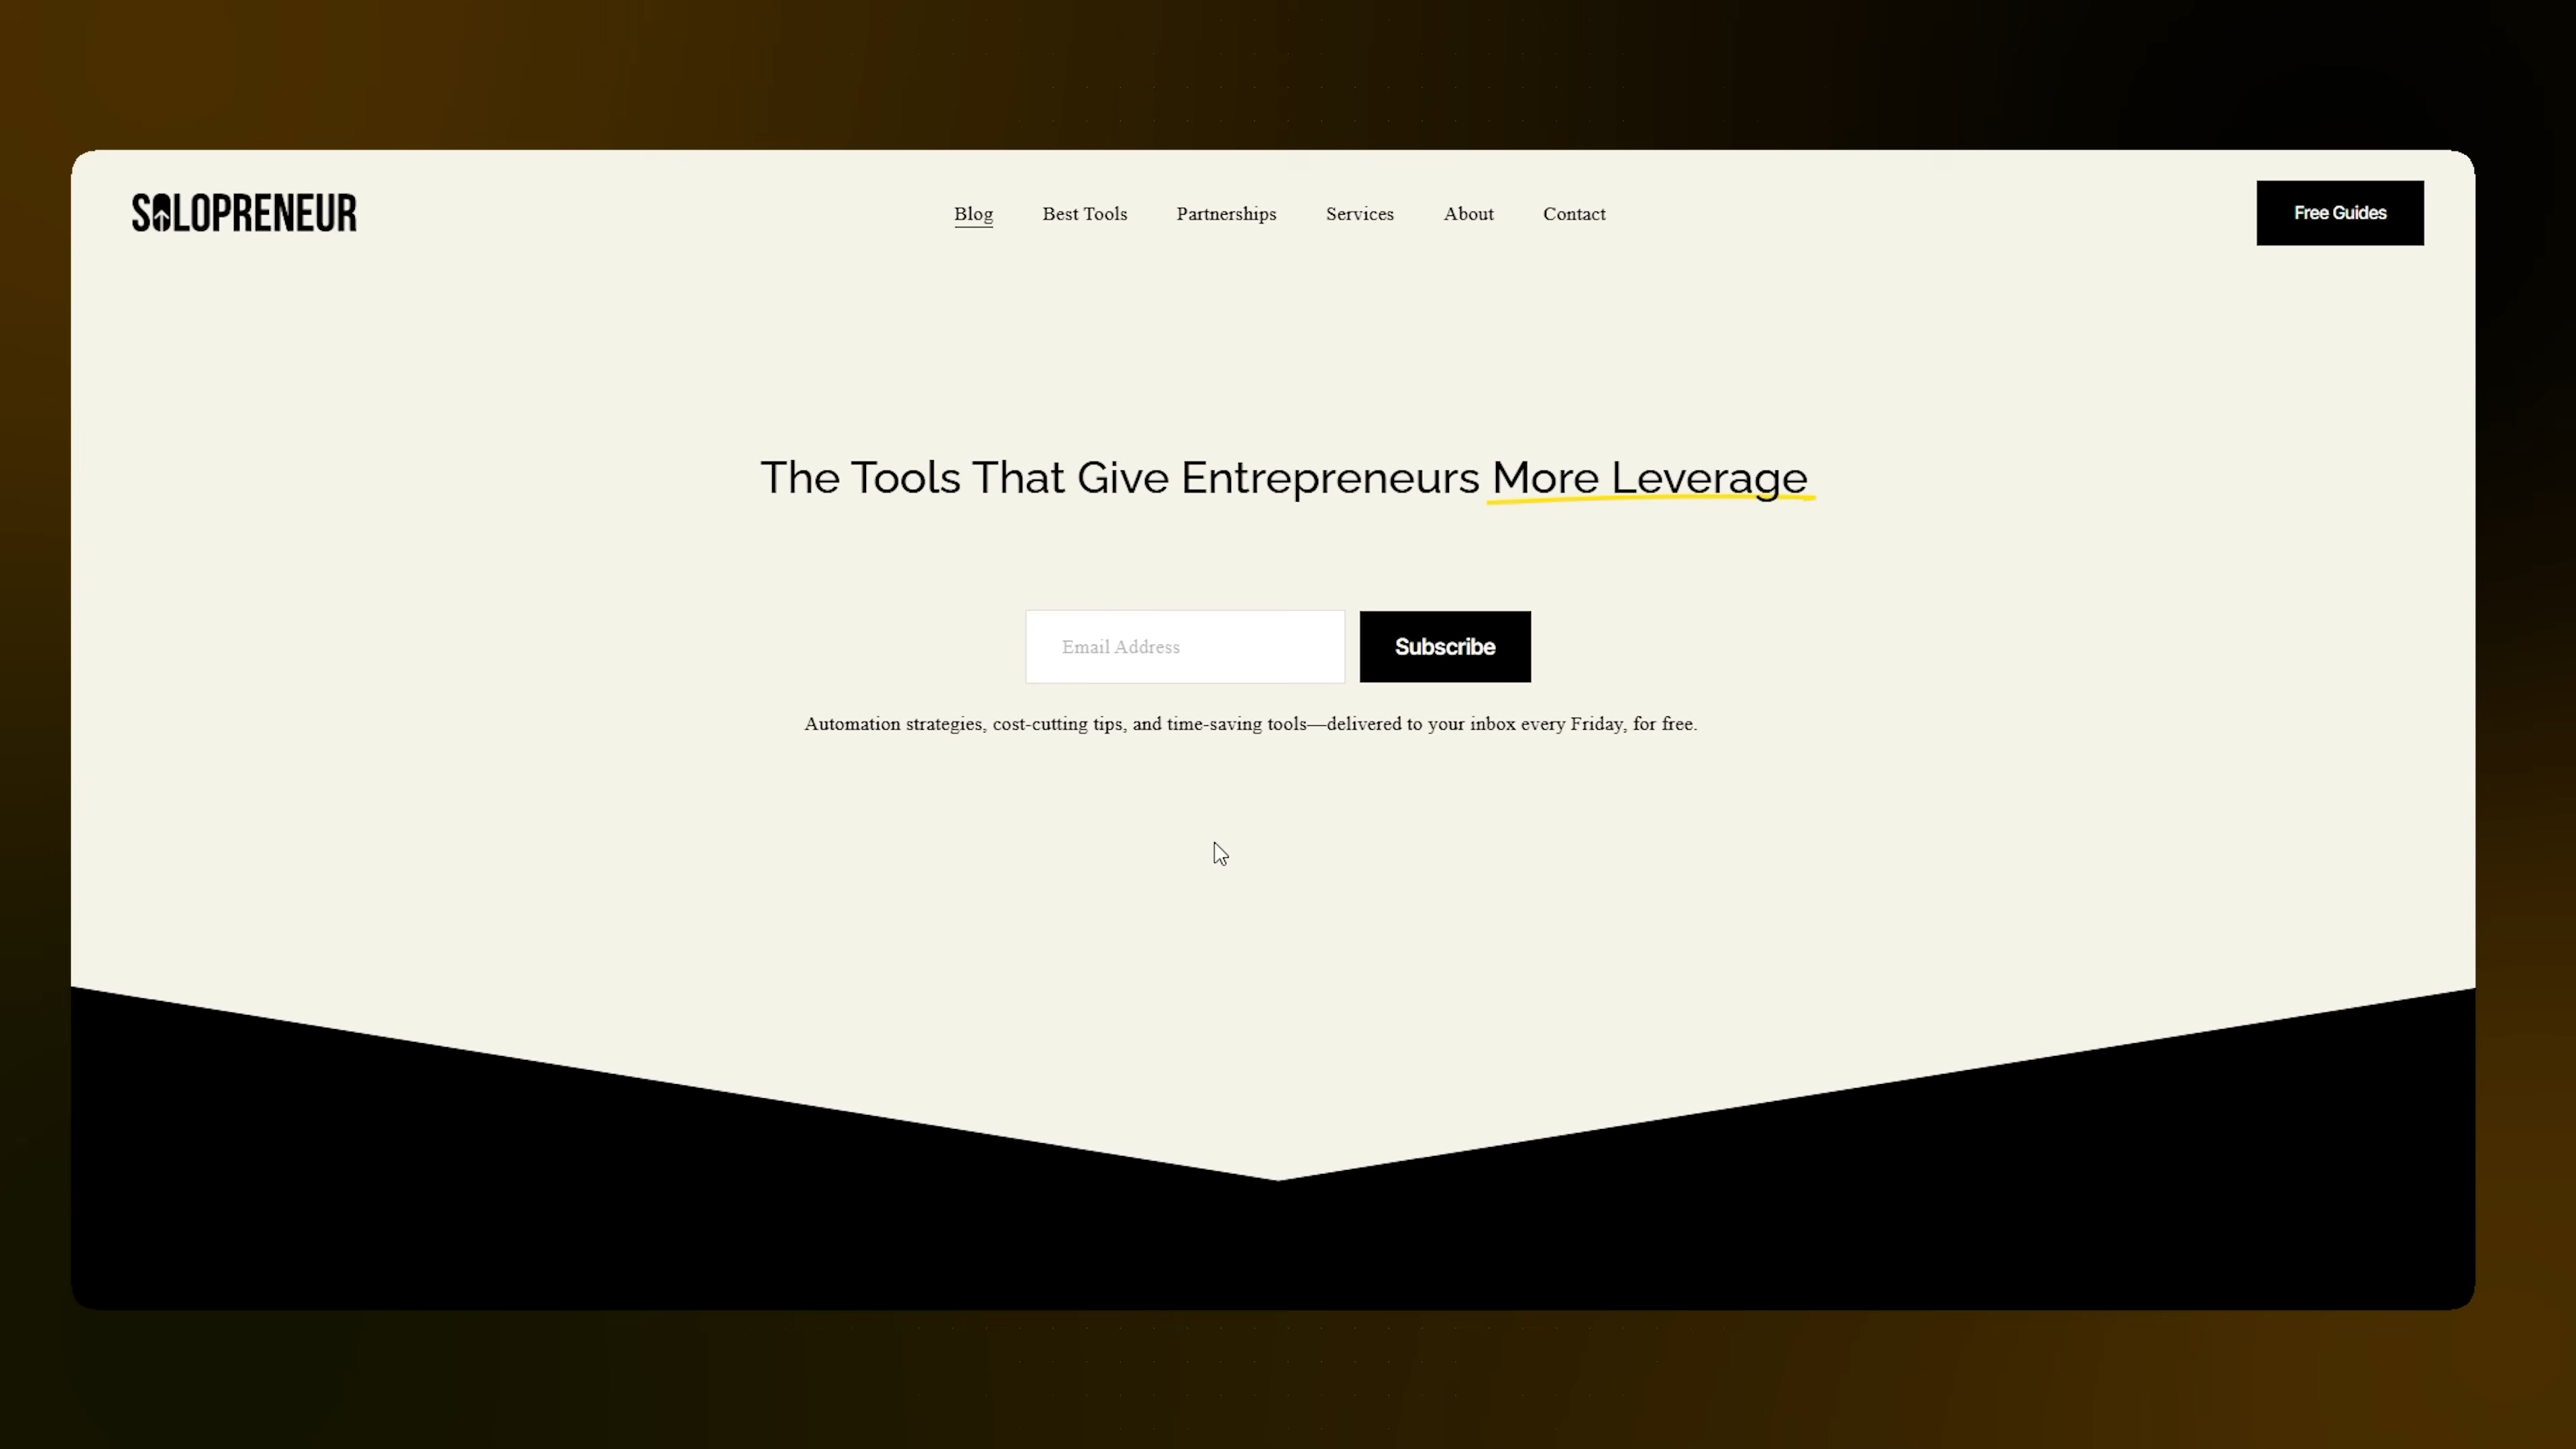 SOLOPRENEUR
Blog
Best Tools
Partnerships
Services
About
Contact
Free Guides
The Tools That Give Entrepreneurs More Leverage
Email Address
Subscribe
Automation strategies, cost-cutting tips, and time-saving tools—delivered to your inbox every Friday, for free.